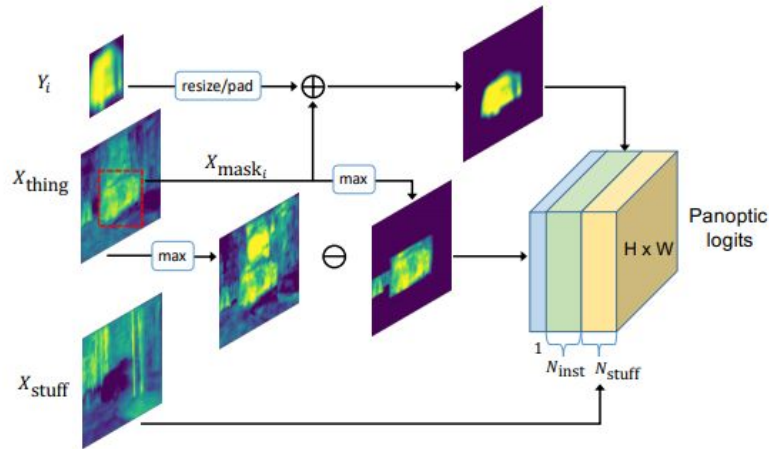 Y_i
resize/pad
X_thing
X_mask_i
max
max
Panoptic
logits
H x W
X_stuff
1
N_inst
N_stuff